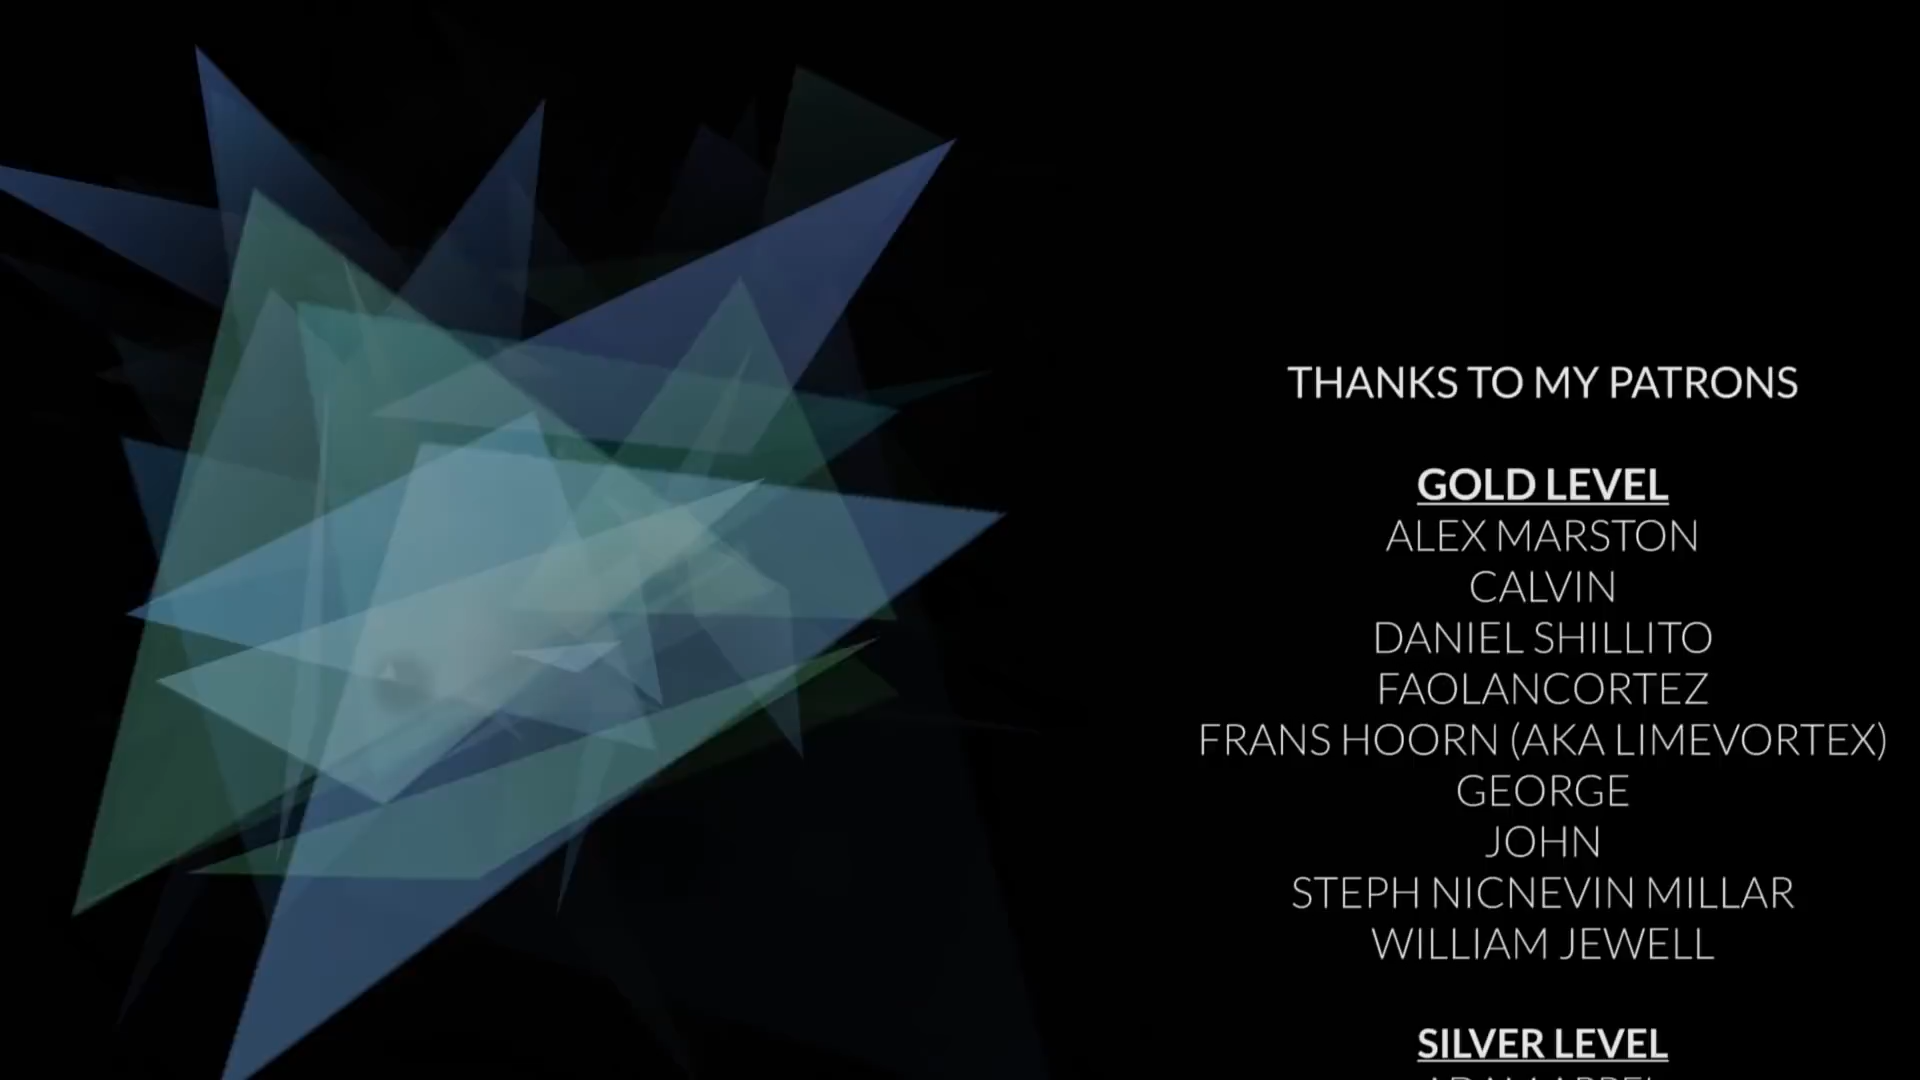 THANKS TO MY PATRONS
GOLD LEVEL
ALEX MARSTON
CALVIN
DANIEL SHILLITO
FAOLANCORTEZ
FRANS HOORN (AKA LIMEVORTEX)
GEORGE
JOHN
STEPH NICNEVIN MILLAR
WILLIAM JEWELL
SILVER LEVEL